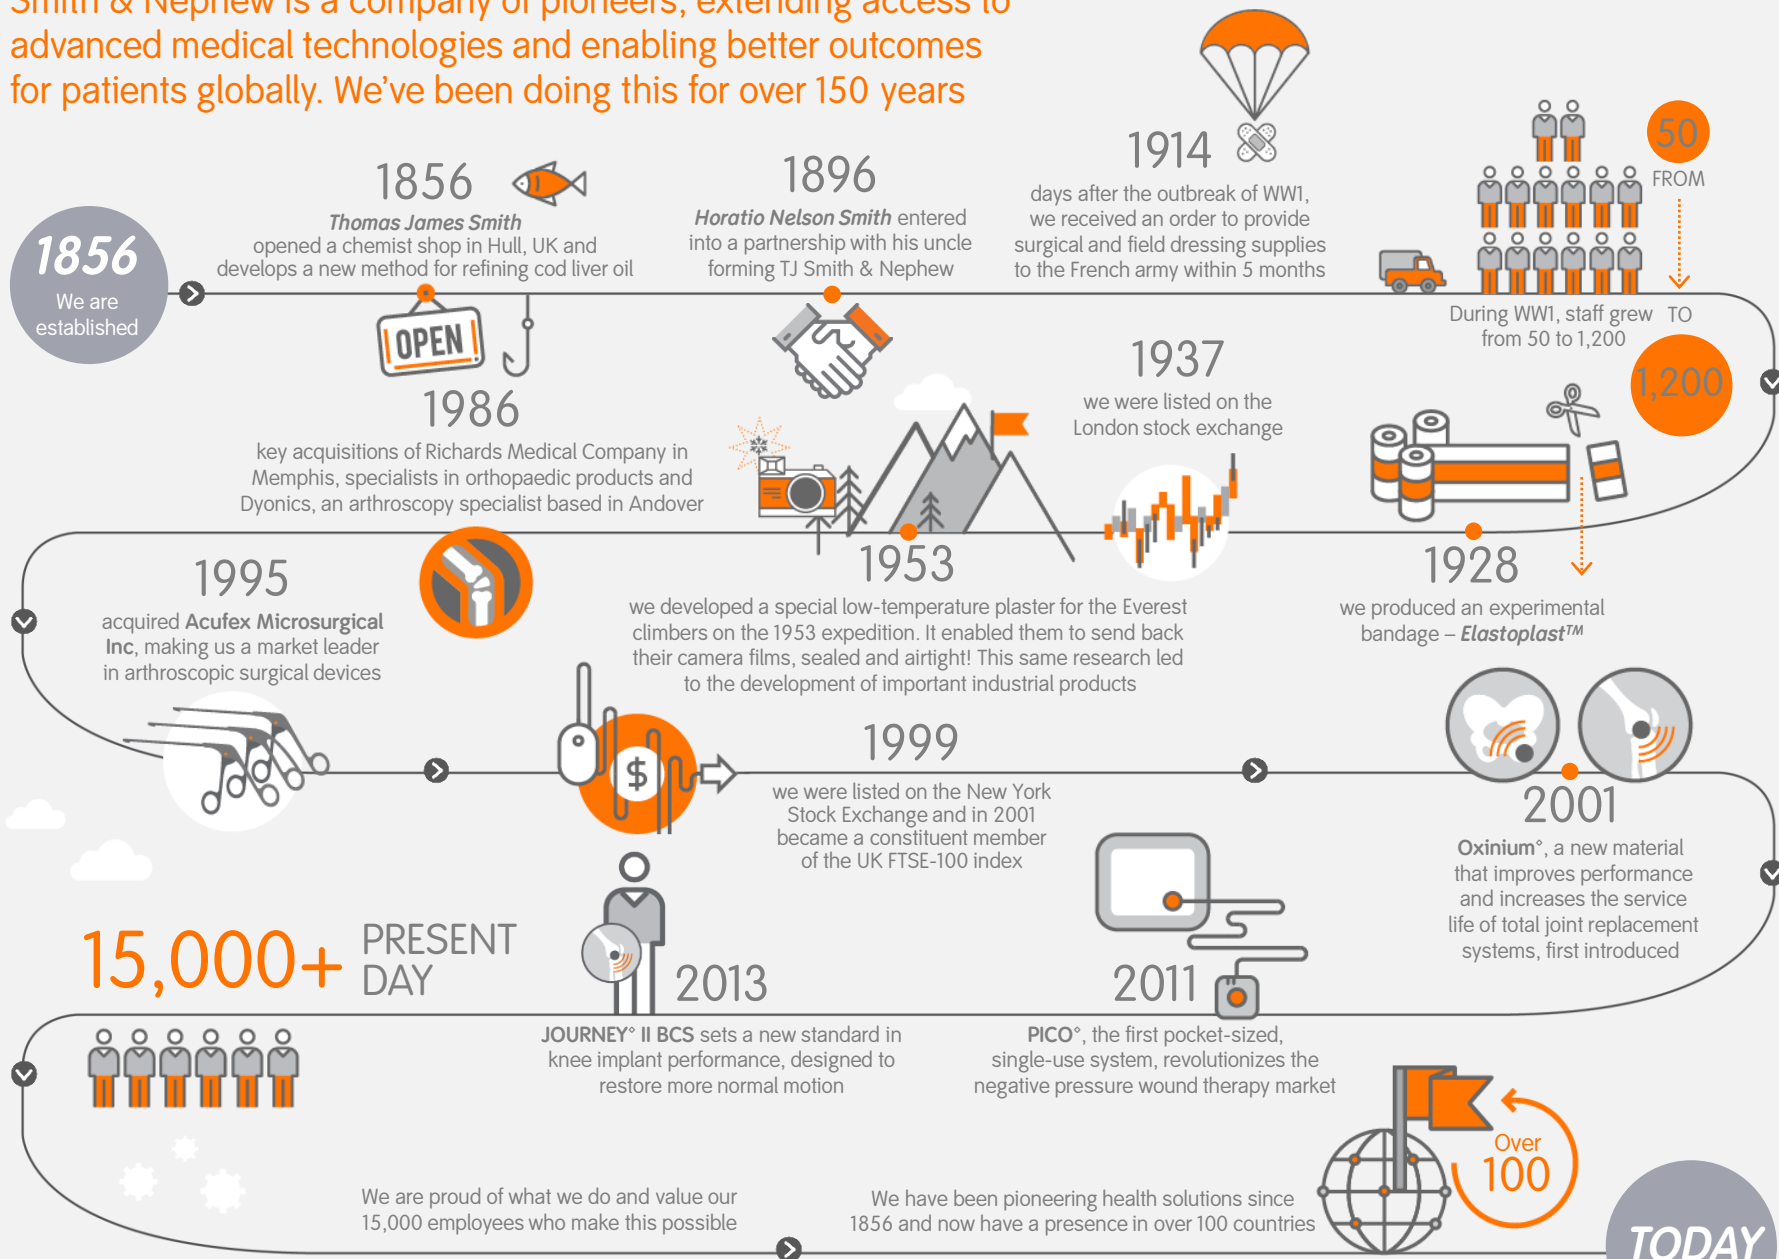 Smith & Nephew is a company of pioneers, extending access to
advanced medical technologies and enabling better outcomes
for patients globally. We've been doing this for over 150 years
1856
We are
established
1856
Thomas James Smith
opened a chemist shop in Hull, UK and
develops a new method for refining cod liver oil
OPEN
1896
Horatio Nelson Smith entered
into a partnership with his uncle
forming TJ Smith & Nephew
1914
days after the outbreak of WW1,
we received an order to provide
surgical and field dressing supplies
to the French army within 5 months
50
FROM
TO
1,200
During WW1, staff grew
from 50 to 1,200
1928
we produced an experimental
bandage – Elastoplast™
1937
we were listed on the
London stock exchange
1953
we developed a special low-temperature plaster for the Everest
climbers on the 1953 expedition. It enabled them to send back
their camera films, sealed and airtight! This same research led
to the development of important industrial products
1986
key acquisitions of Richards Medical Company in
Memphis, specialists in orthopaedic products and
Dyonics, an arthroscopy specialist based in Andover
1995
acquired Acufex Microsurgical
Inc, making us a market leader
in arthroscopic surgical devices
$
1999
we were listed on the New York
Stock Exchange and in 2001
became a constituent member
of the UK FTSE-100 index
2001
Oxinium°, a new material
that improves performance
and increases the service
life of total joint replacement
systems, first introduced
2011
PICO°, the first pocket-sized,
single-use system, revolutionizes the
negative pressure wound therapy market
2013
JOURNEY° II BCS sets a new standard in
knee implant performance, designed to
restore more normal motion
15,000+ PRESENT
DAY
We are proud of what we do and value our
15,000 employees who make this possible
We have been pioneering health solutions since
1856 and now have a presence in over 100 countries
Over
100
TODAY